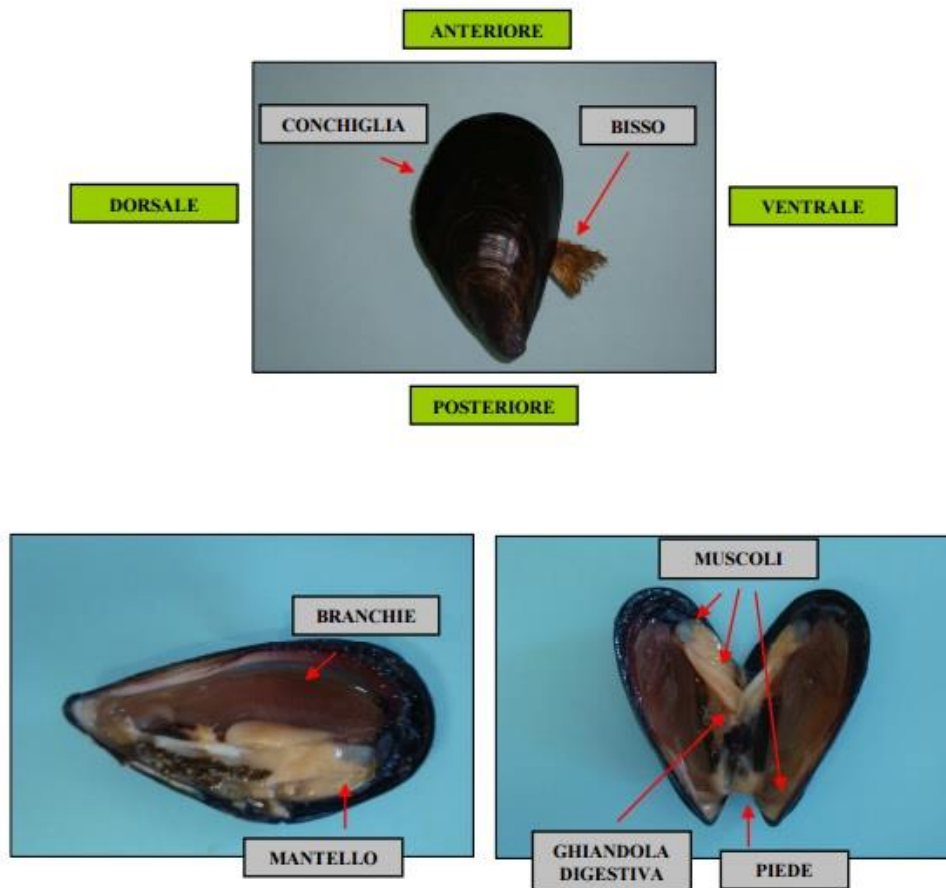 ANTERIORE
CONCHIGLIA
BISSO
DORSALE
VENTRALE
POSTERIORE
MUSCOLI
BRANCHIE
MANTELLO
GHIANDOLA
DIGESTIVA
PIEDE